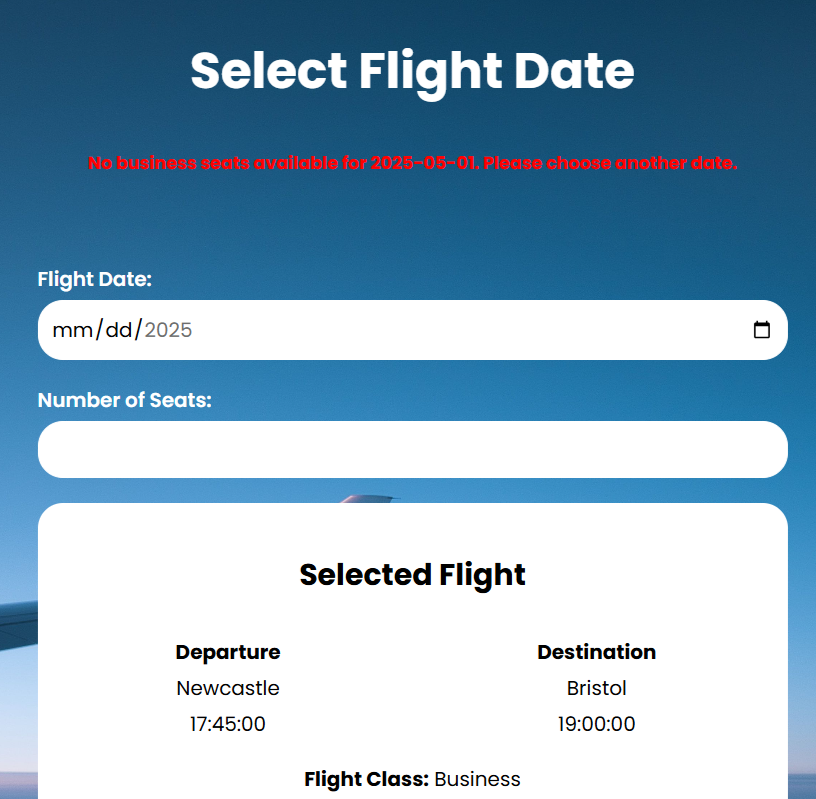 Select Flight Date
No business seats available for 2025-05-01. Please choose another date.
Flight Date:
mm/dd/2025
Number of Seats:
Selected Flight
Departure Destination
Newcastle Bristol
17:45:00 19:00:00
Flight Class: Business